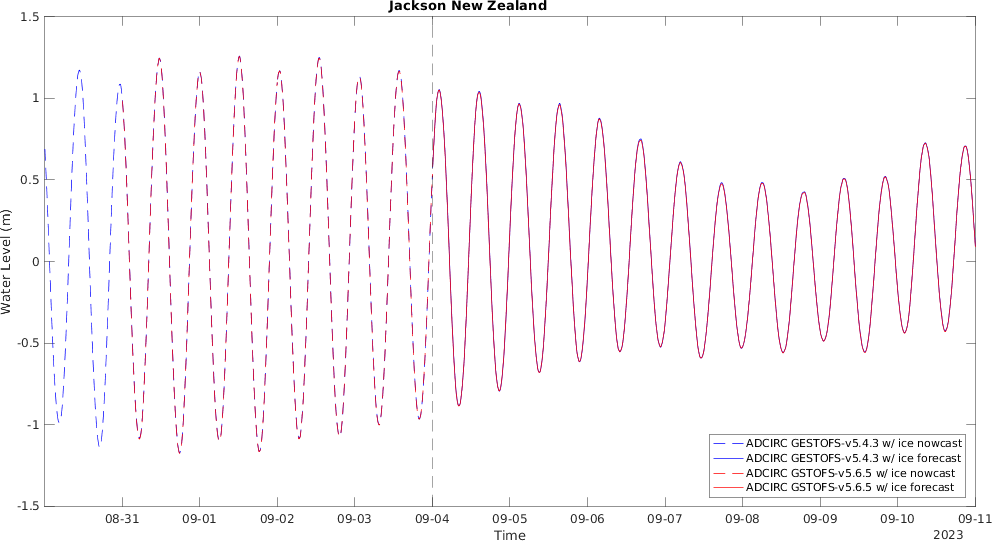 Jackson New Zealand
1.5
1
0.5
0
-0.5
-1
-1.5
Water Level (m)
ADCIRC GESTOFS-v5.4.3 w/ ice nowcast
ADCIRC GESTOFS-v5.4.3 w/ ice forecast
ADCIRC GSTOFS-v5.6.5 w/ ice nowcast
ADCIRC GSTOFS-v5.6.5 w/ ice forecast
08-31 09-01 09-02 09-03 09-04 09-05 09-06 09-07 09-08 09-09 09-10 09-11
Time
2023